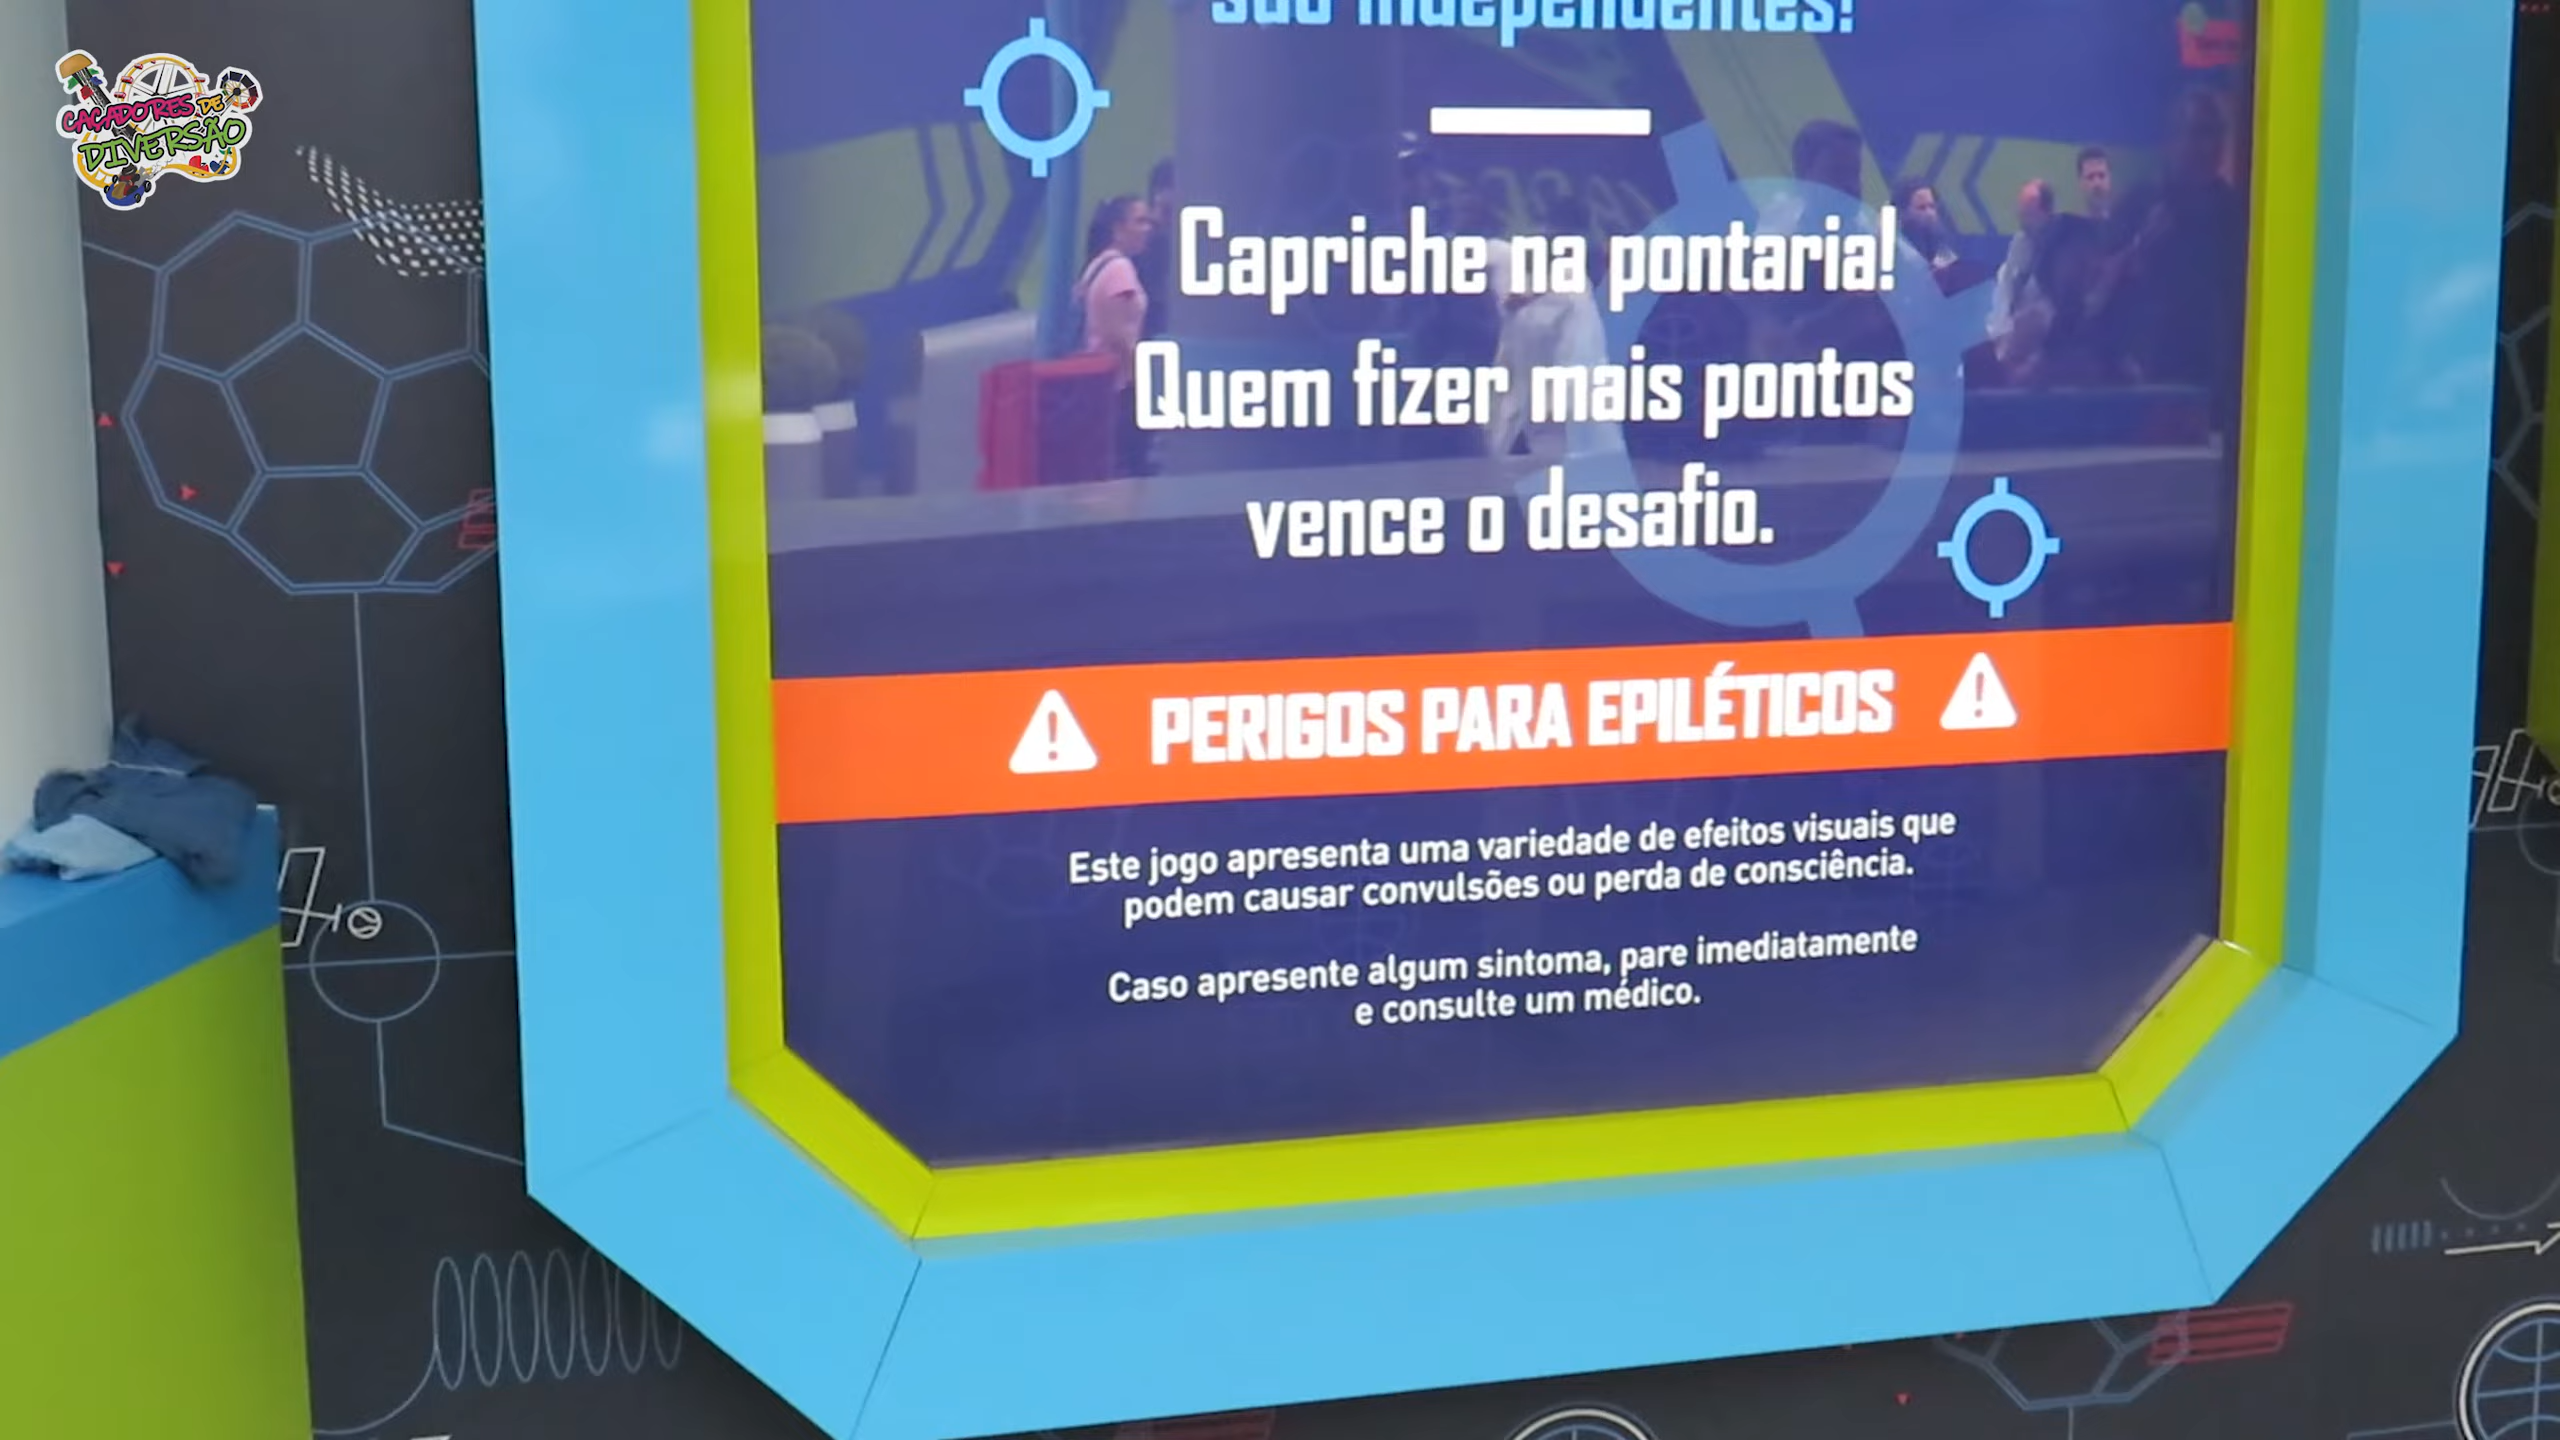 CAÇADORES DE
DIVERSÃO
são independentes!
Capriche na pontaria!
Quem fizer mais pontos
vence o desafio.
PERIGOS PARA EPILÉTICOS
Este jogo apresenta uma variedade de efeitos visuais que
podem causar convulsões ou perda de consciência.
Caso apresente algum sintoma, pare imediatamente
e consulte um médico.